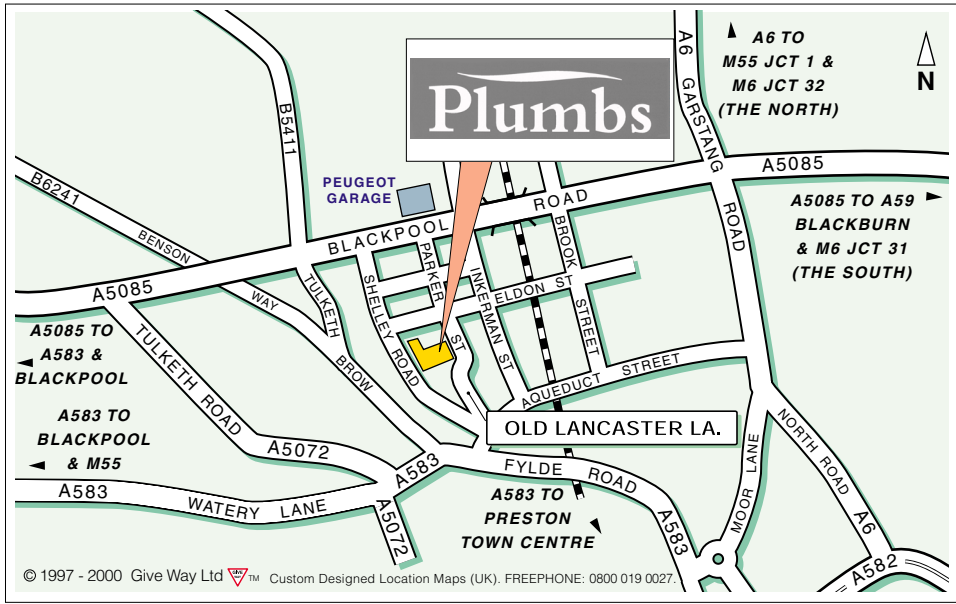 Plumbs
A6 TO
M55 JCT 1 &
M6 JCT 32
(THE NORTH)
N
A6
GARSTANG
ROAD
B5411
B6241
BENSON
WAY
PEUGEOT
GARAGE
BLACKPOOL
ROAD
A5085
A5085
A5085 TO A59
BLACKBURN
& M6 JCT 31
(THE SOUTH)
TULKETH
BROW
SHELLEY ROAD
PARKER
ST
INKERMAN ST
ELDON ST
BROOK
STREET
AQUEDUCT STREET
OLD LANCASTER LA.
A5085 TO
A583 &
BLACKPOOL
TULKETH ROAD
A5072
A583 TO
BLACKPOOL
& M55
A583
WATERY LANE
A583
A5072
FYLDE ROAD
A583 TO
PRESTON
TOWN CENTRE
A583
MOOR LANE
NORTH ROAD
A6
A582
© 1997 - 2000 Give Way Ltd GIVE WAY TM Custom Designed Location Maps (UK). FREEPHONE: 0800 019 0027.